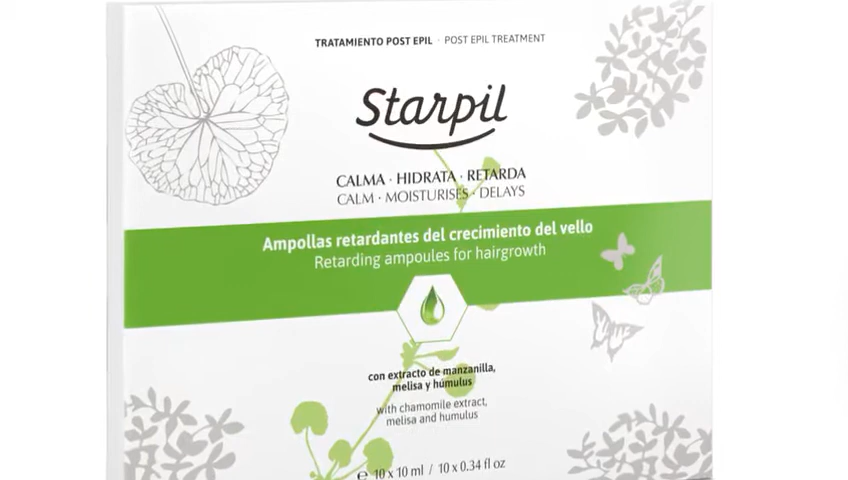 TRATAMIENTO POST EPIL · POST EPIL TREATMENT
Starpil
CALMA · HIDRATA · RETARDA
CALM · MOISTURISES · DELAYS
Ampollas retardantes del crecimiento del vello
Retarding ampoules for hairgrowth
con extracto de manzanilla,
melisa y húmulus
with chamomile extract,
melisa and humulus
℮ 10 x 10 ml / 10 x 0.34 fl oz